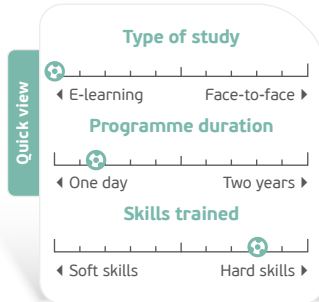 Quick view
Type of study
E-learning Face-to-face
Programme duration
One day Two years
Skills trained
Soft skills Hard skills